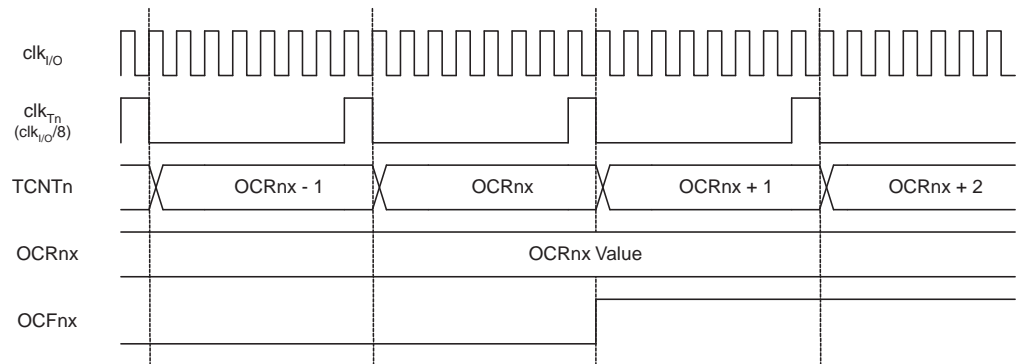 clkI/O
clkTn
(clkI/O/8)
TCNTn
OCRnx - 1
OCRnx
OCRnx + 1
OCRnx + 2
OCRnx
OCRnx Value
OCFnx